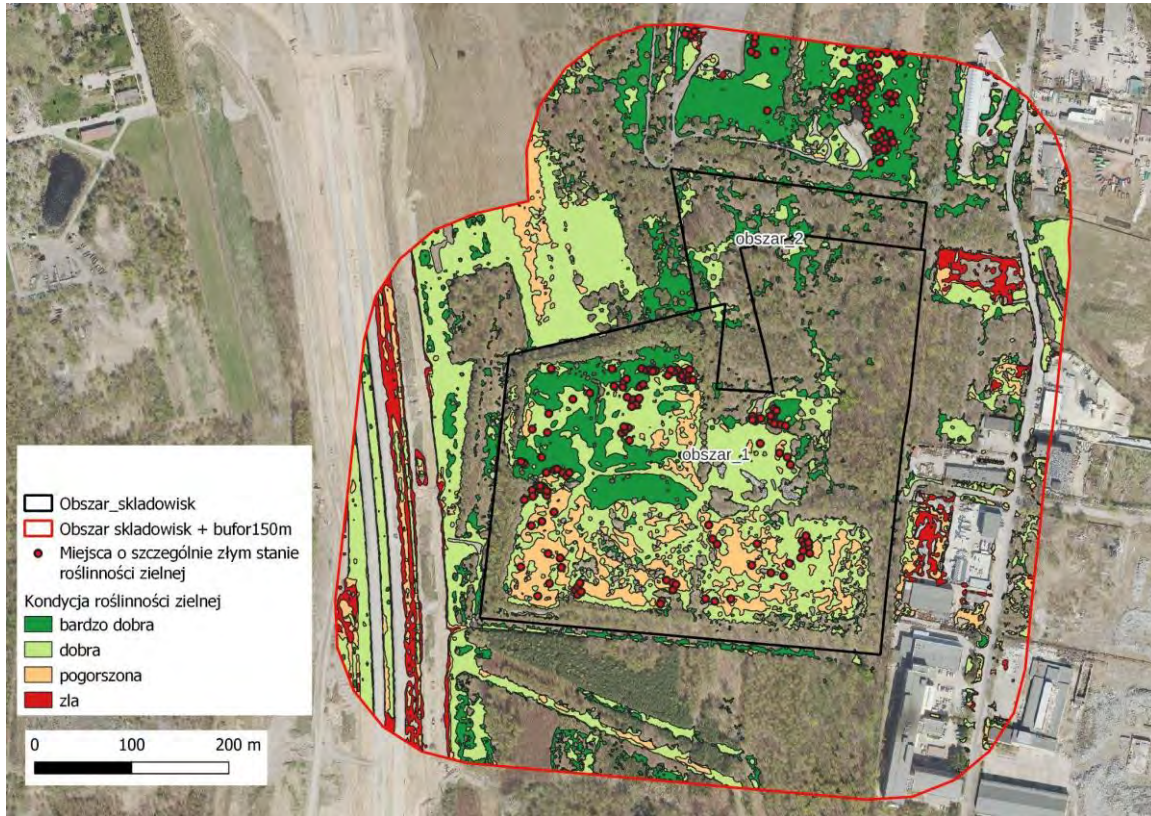 obszar_2
obszar_1
Obszar_skladowisk
Obszar skladowisk + bufor150m
Miejsca o szczególnie złym stanie
roślinności zielnej
Kondycja roślinności zielnej
bardzo dobra
dobra
pogorszona
zla
0 100 200 m